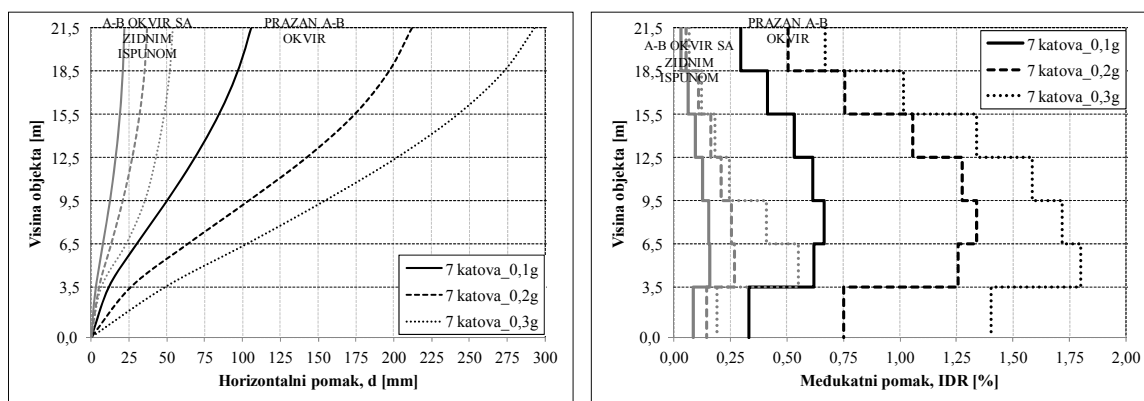 A-B OKVIR SA
ZIDNIM
ISPUNOM
PRAZAN A-B
OKVIR
21,5
18,5
15,5
12,5
9,5
6,5
3,5
0,0
Visina objekta [m]
7 katova_0,1g
7 katova_0,2g
7 katova_0,3g
0 25 50 75 100 125 150 175 200 225 250 275 300
Horizontalni pomak, d [mm]
PRAZAN A-B
OKVIR
A-B OKVIR SA
ZIDNIM
ISPUNOM
21,5
18,5
15,5
12,5
9,5
6,5
3,5
0,0
Visina objekta [m]
7 katova_0,1g
7 katova_0,2g
7 katova_0,3g
0,00 0,25 0,50 0,75 1,00 1,25 1,50 1,75 2,00
Međukatni pomak, IDR [%]